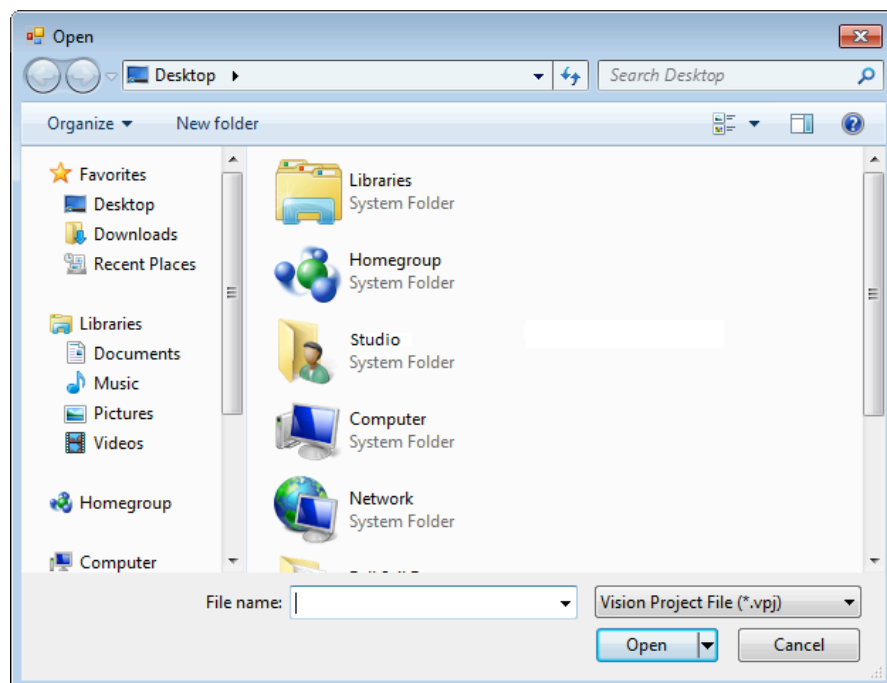 Open
Desktop
Search Desktop
Organize
New folder
Favorites
Desktop
Downloads
Recent Places
Libraries
Documents
Music
Pictures
Videos
Homegroup
Computer
Libraries
System Folder
Homegroup
System Folder
Studio
System Folder
Computer
System Folder
Network
System Folder
File name:
Vision Project File (*.vpj)
Open
Cancel